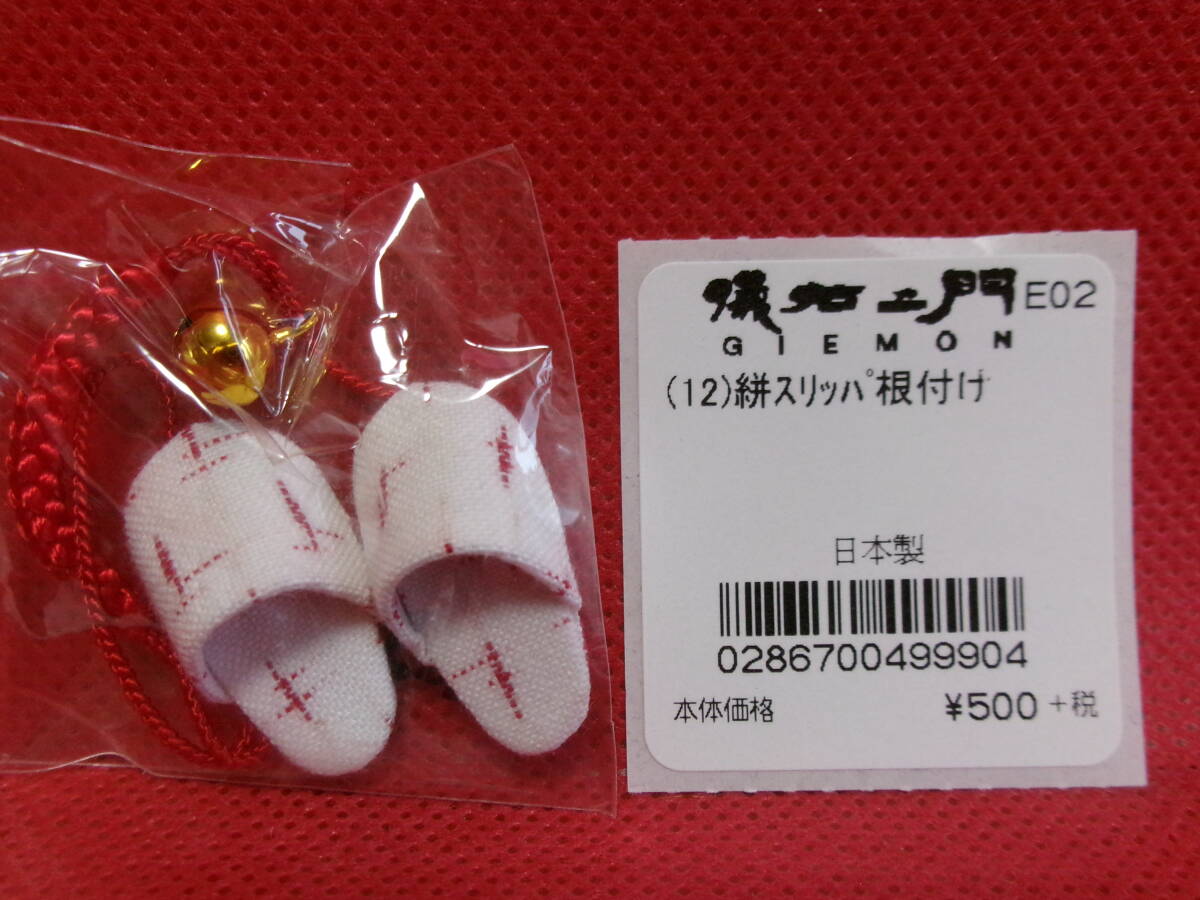 儀右ヱ門 E02
GIEMON
(12)絣スリッパ根付け
日本製
0286700499904
本体価格 ¥500 +税